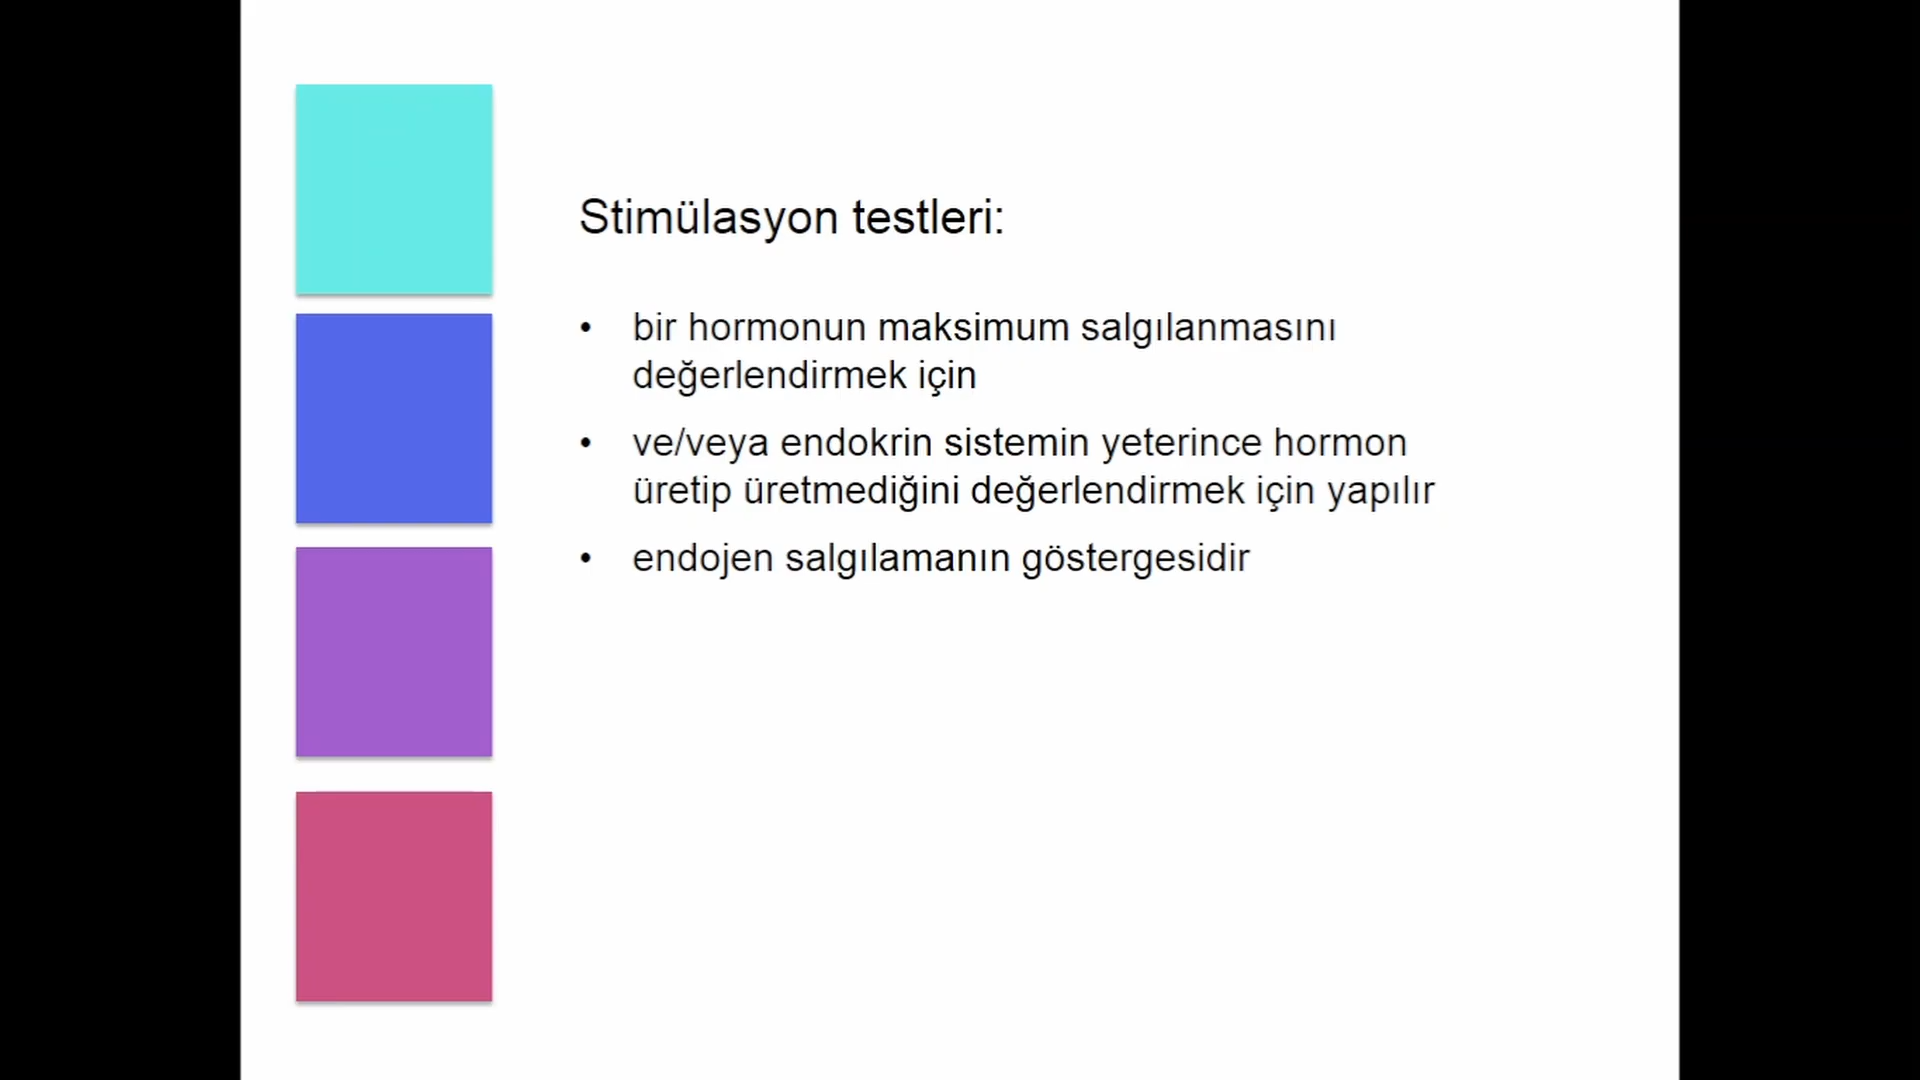 Stimülasyon testleri:
• bir hormonun maksimum salgılanmasını
değerlendirmek için
• ve/veya endokrin sistemin yeterince hormon
üretip üretmediğini değerlendirmek için yapılır
• endojen salgılamanın göstergesidir